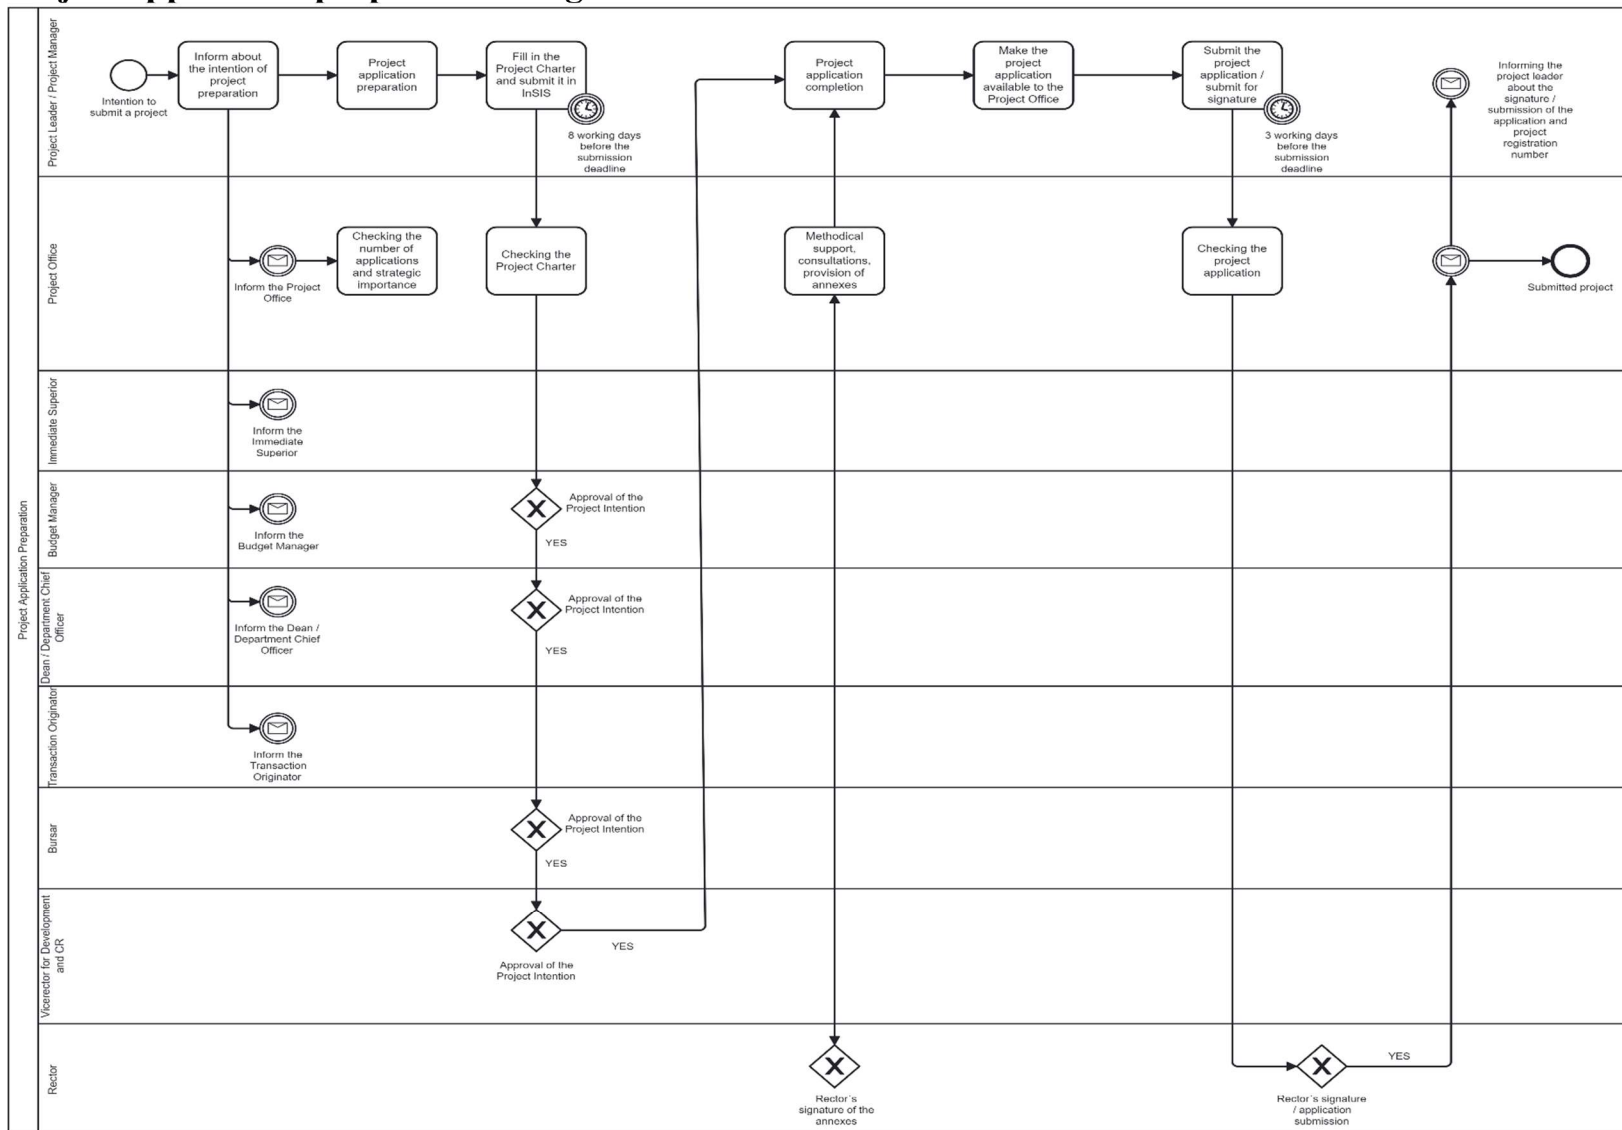 Project Application Preparation
Project Leader / Project Manager
Intention to
submit a project
Inform about
the intention of
project
preparation
Project
application
preparation
Fill in the
Project Charter
and submit it in
InSIS
8 working days
before the
submission
deadline
Project
application
completion
Make the
project
application
available to the
Project Office
Submit the
project
application /
submit for
signature
3 working days
before the
submission
deadline
Informing the
project leader
about the
signature /
submission of the
application and
project
registration
number
Project Office
Inform the Project
Office
Checking the
number of
applications
and strategic
importance
Checking the
Project Charter
Methodical
support,
consultations,
provision of
annexes
Checking the
project
application
Submitted project
Immediate Superior
Inform the
Immediate
Superior
Budget Manager
Inform the
Budget Manager
Approval of the
Project Intention
YES
Dean / Department Chief
Officer
Inform the Dean /
Department Chief
Officer
Approval of the
Project Intention
YES
Transaction Originator
Inform the
Transaction
Originator
Bursar
Approval of the
Project Intention
YES
Vicerector for Development
and CR
Approval of the
Project Intention
YES
Rector
Rector´s
signature of the
annexes
Rector´s signature
/ application
submission
YES